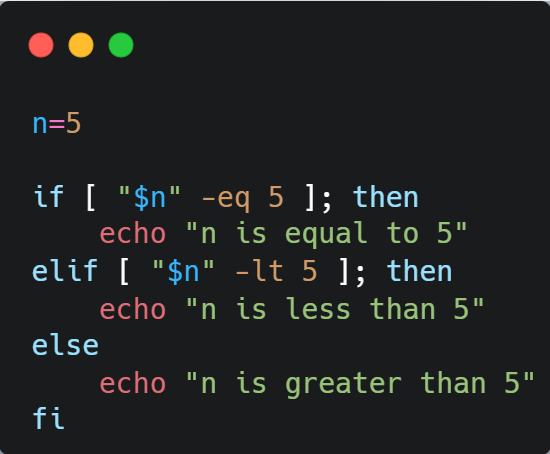 n=5

if [ "$n" -eq 5 ]; then
    echo "n is equal to 5"
elif [ "$n" -lt 5 ]; then
    echo "n is less than 5"
else
    echo "n is greater than 5"
fi